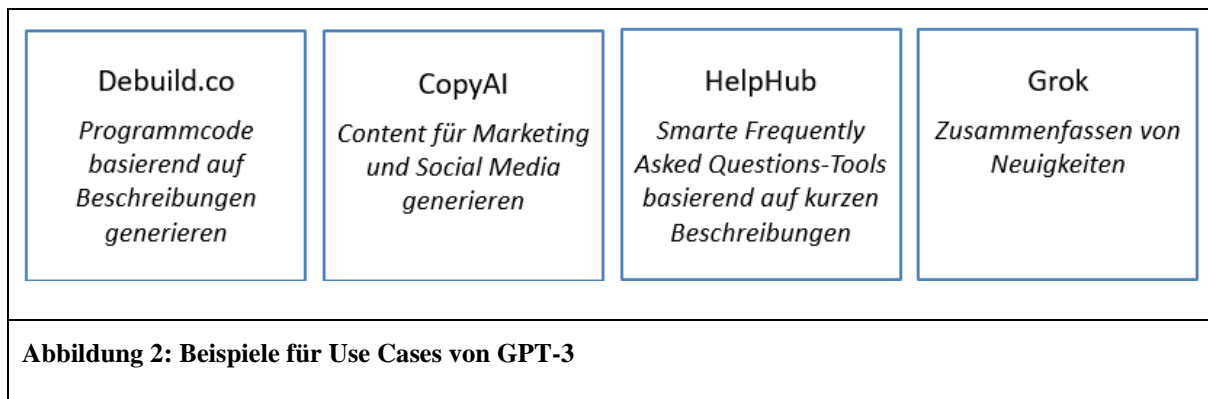 Debuild.co
Programmcode
basierend auf
Beschreibungen
generieren
CopyAI
Content für Marketing
und Social Media
generieren
HelpHub
Smarte Frequently
Asked Questions-Tools
basierend auf kurzen
Beschreibungen
Grok
Zusammenfassen von
Neuigkeiten
Abbildung 2: Beispiele für Use Cases von GPT-3